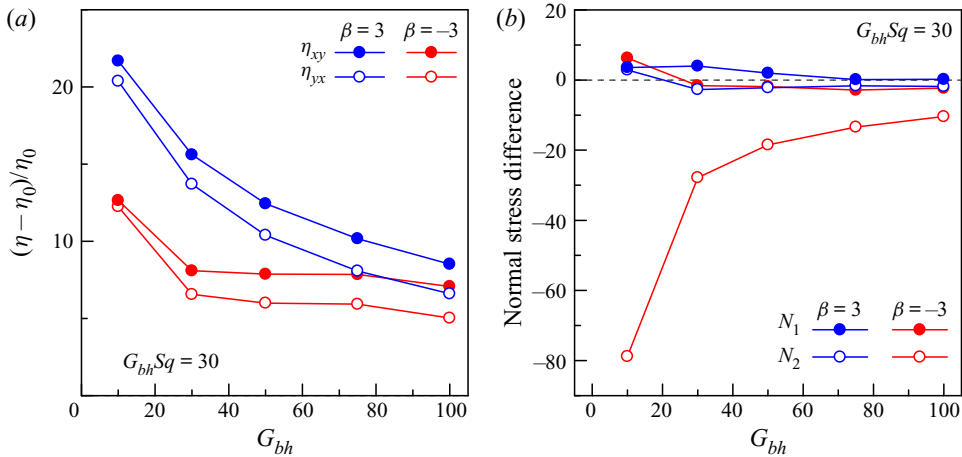 (a)
β = 3 β = −3
η_xy
η_yx
20
10
0
(η − η₀)/η₀
G_bh Sq = 30
0 20 40 60 80 100
G_bh
(b)
G_bh Sq = 30
20
0
−20
−40
−60
−80
Normal stress difference
β = 3 β = −3
N₁
N₂
0 20 40 60 80 100
G_bh